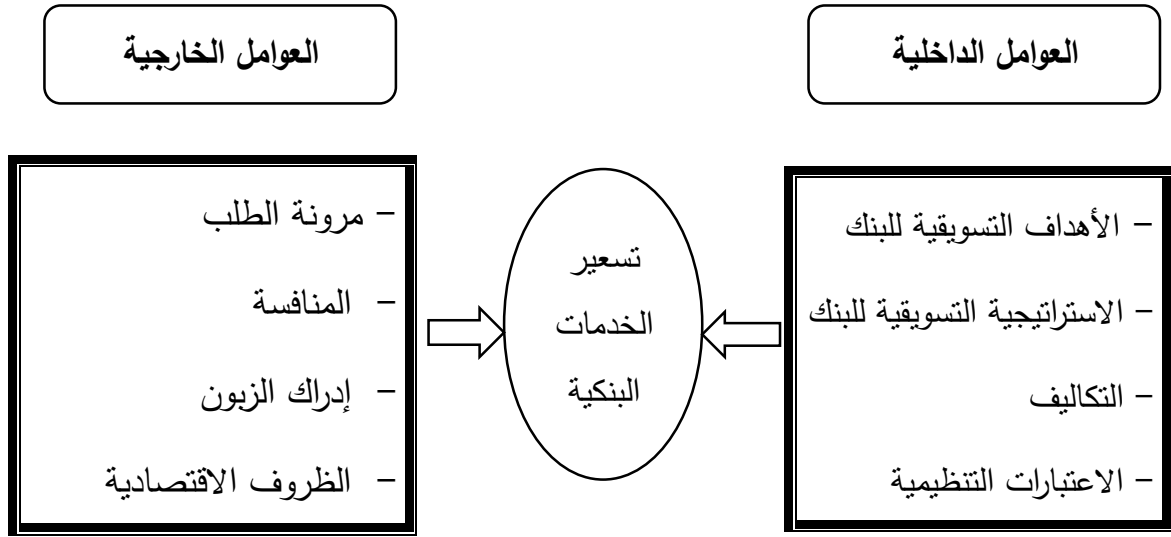 العوامل الداخلية
العوامل الخارجية
– الأهداف التسويقية للبنك
– الاستراتيجية التسويقية للبنك
– التكاليف
– الاعتبارات التنظيمية
تسعير
الخدمات
البنكية
– مرونة الطلب
– المنافسة
– إدراك الزبون
– الظروف الاقتصادية